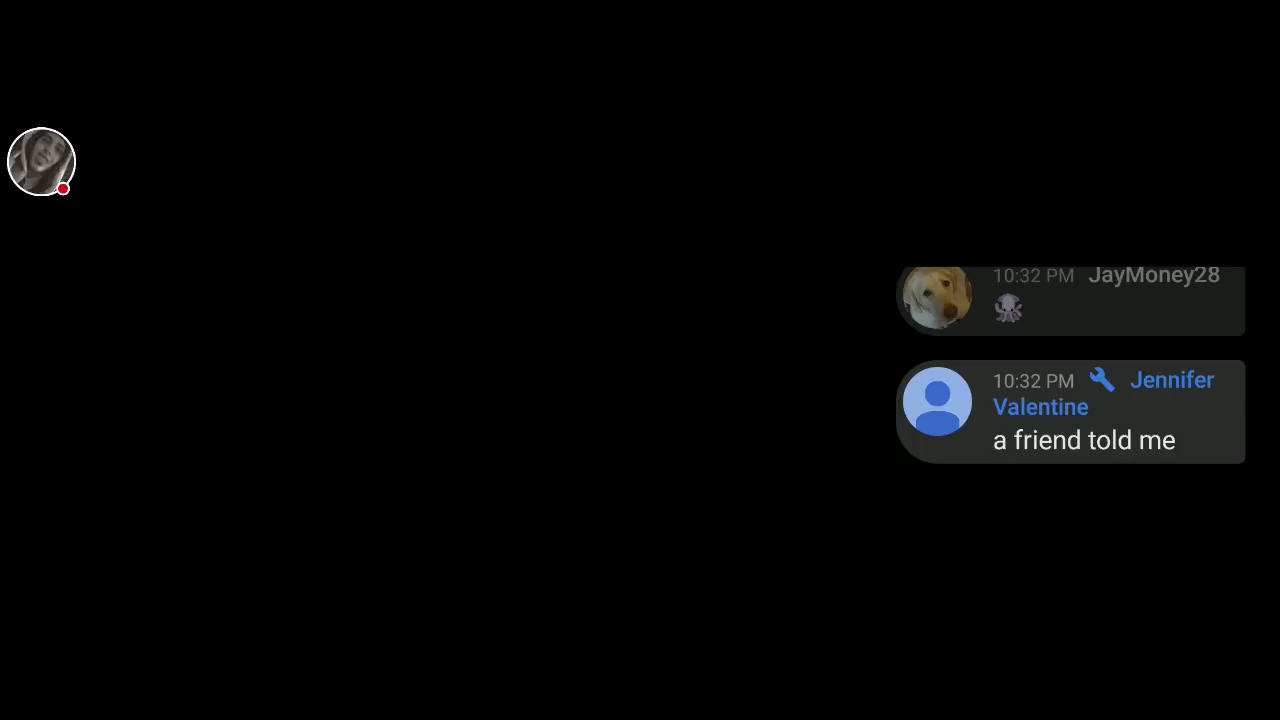 10:32 PM JayMoney28
🦑
10:32 PM Jennifer
Valentine
a friend told me